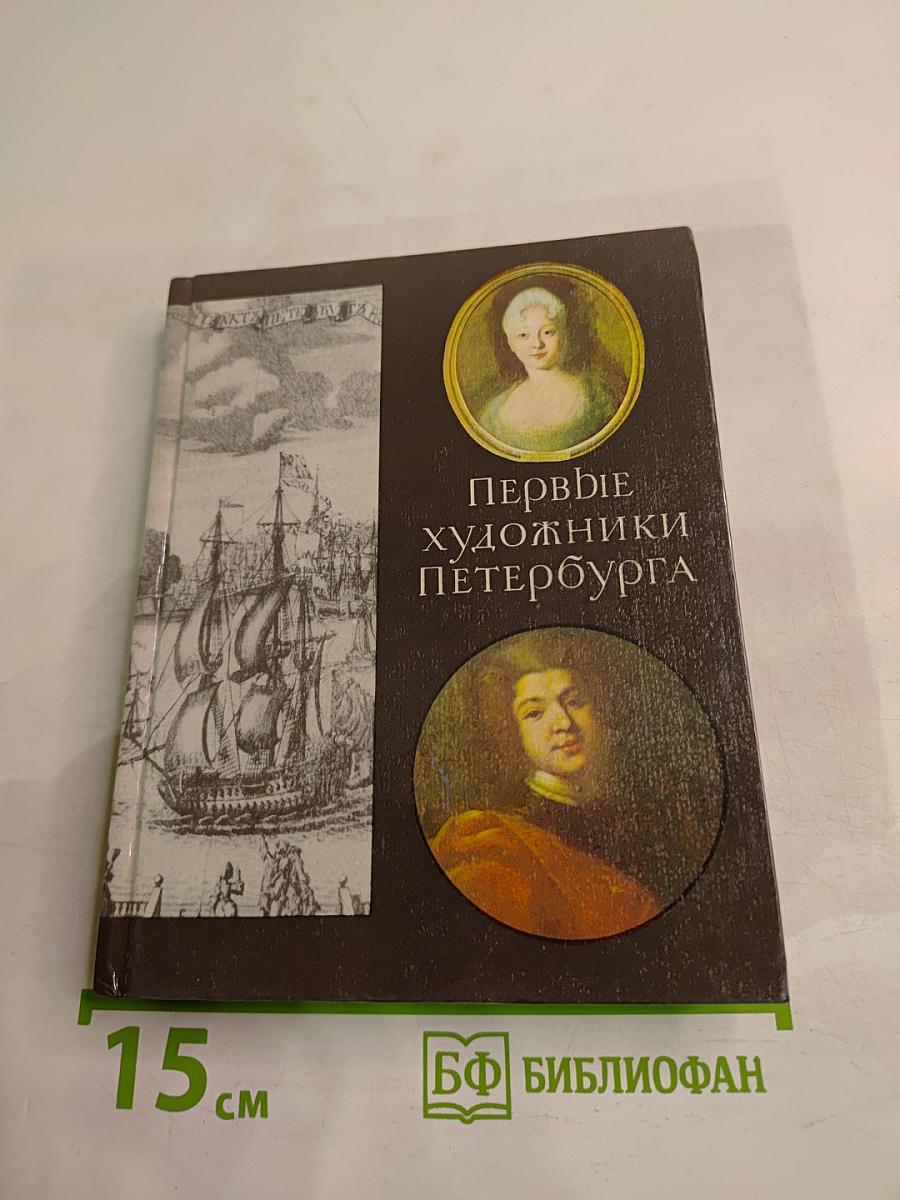 ПЕРВЫЕ
ХУДОЖНИКИ
ПЕТЕРБУРГА
15 см
БФ БИБЛИОФАН